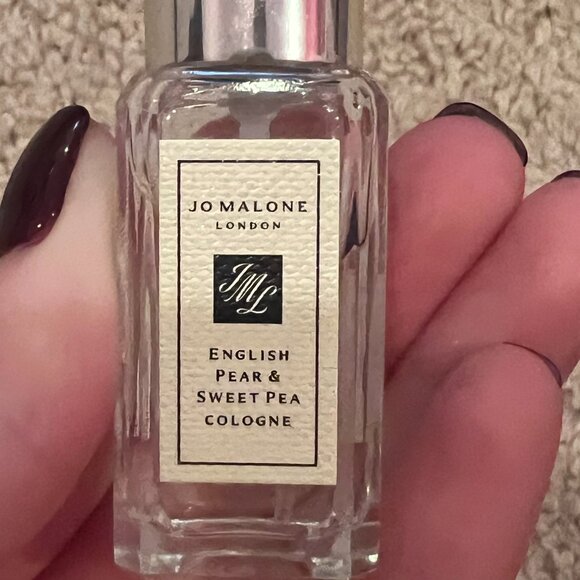 JO MALONE
LONDON
JML
ENGLISH
PEAR &
SWEET PEA
COLOGNE